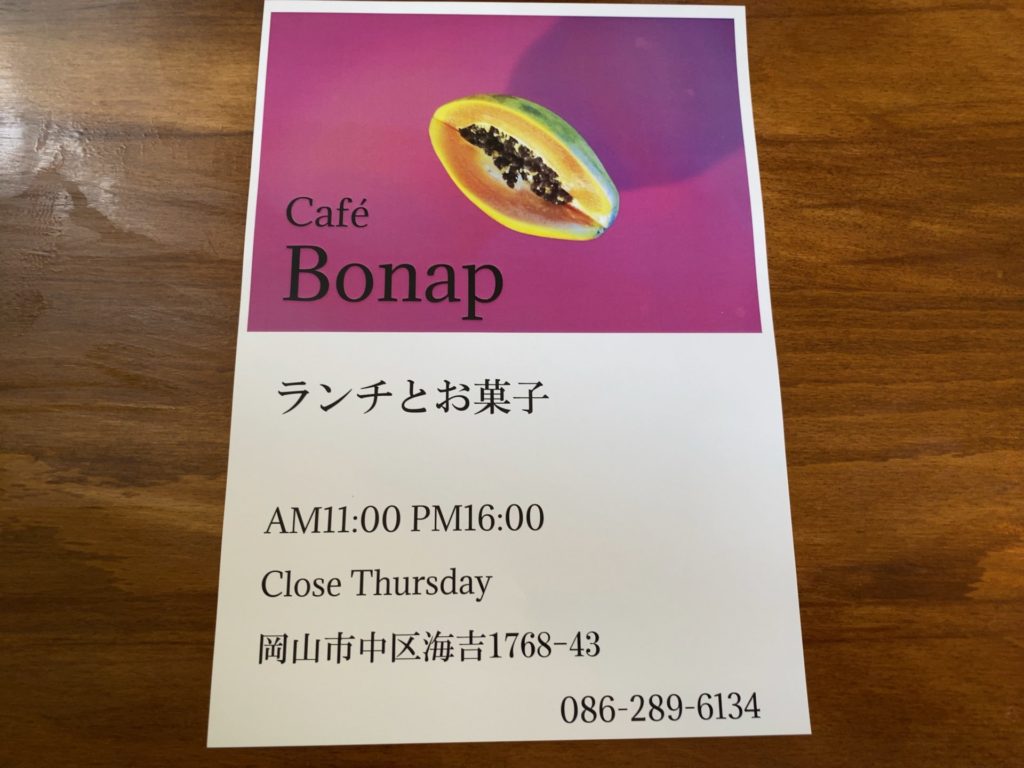 Café
Bonap
ランチとお菓子
AM11:00 PM16:00
Close Thursday
岡山市中区海吉1768-43
086-289-6134